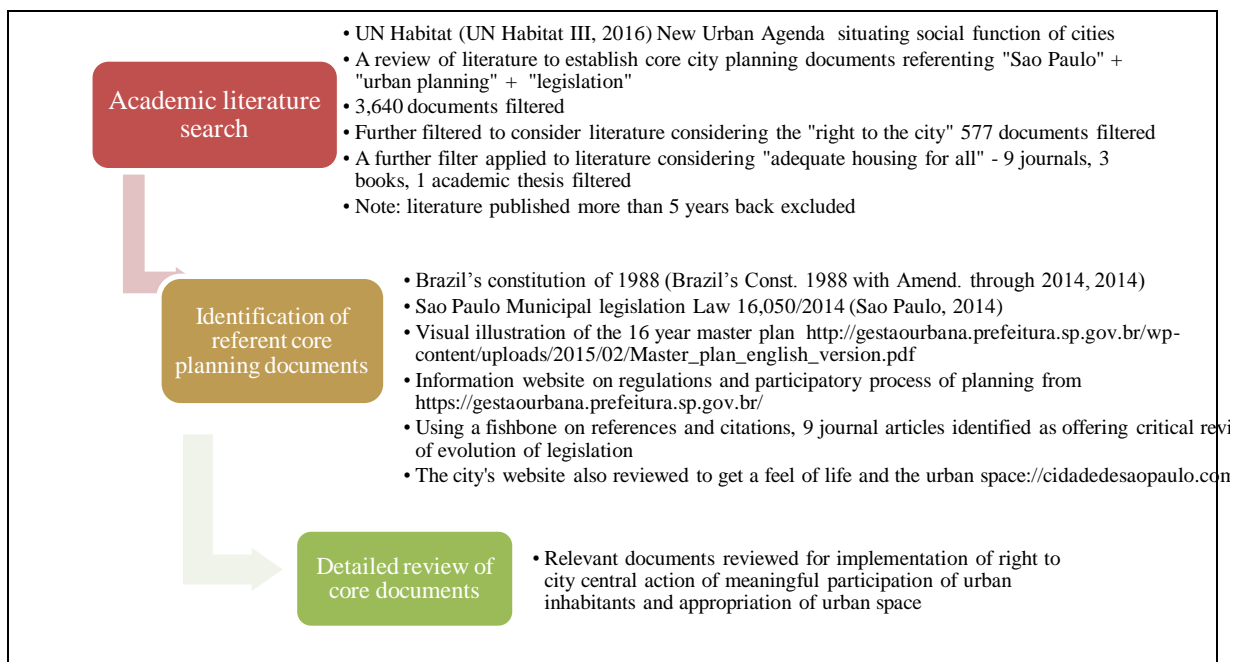 • UN Habitat (UN Habitat III, 2016) New Urban Agenda situating social function of cities
• A review of literature to establish core city planning documents referenting "Sao Paulo" +
"urban planning" + "legislation"
• 3,640 documents filtered
• Further filtered to consider literature considering the "right to the city" 577 documents filtered
• A further filter applied to literature considering "adequate housing for all" - 9 journals, 3
books, 1 academic thesis filtered
• Note: literature published more than 5 years back excluded
Academic literature
search
• Brazil’s constitution of 1988 (Brazil’s Const. 1988 with Amend. through 2014, 2014)
• Sao Paulo Municipal legislation Law 16,050/2014 (Sao Paulo, 2014)
• Visual illustration of the 16 year master plan http://gestaourbana.prefeitura.sp.gov.br/wp-
content/uploads/2015/02/Master_plan_english_version.pdf
• Information website on regulations and participatory process of planning from
https://gestaourbana.prefeitura.sp.gov.br/
• Using a fishbone on references and citations, 9 journal articles identified as offering critical revi
of evolution of legislation
• The city's website also reviewed to get a feel of life and the urban space://cidadedesaopaulo.com
Identification of
referent core
planning documents
Detailed review of
core documents
• Relevant documents reviewed for implementation of right to
city central action of meaningful participation of urban
inhabitants and appropriation of urban space